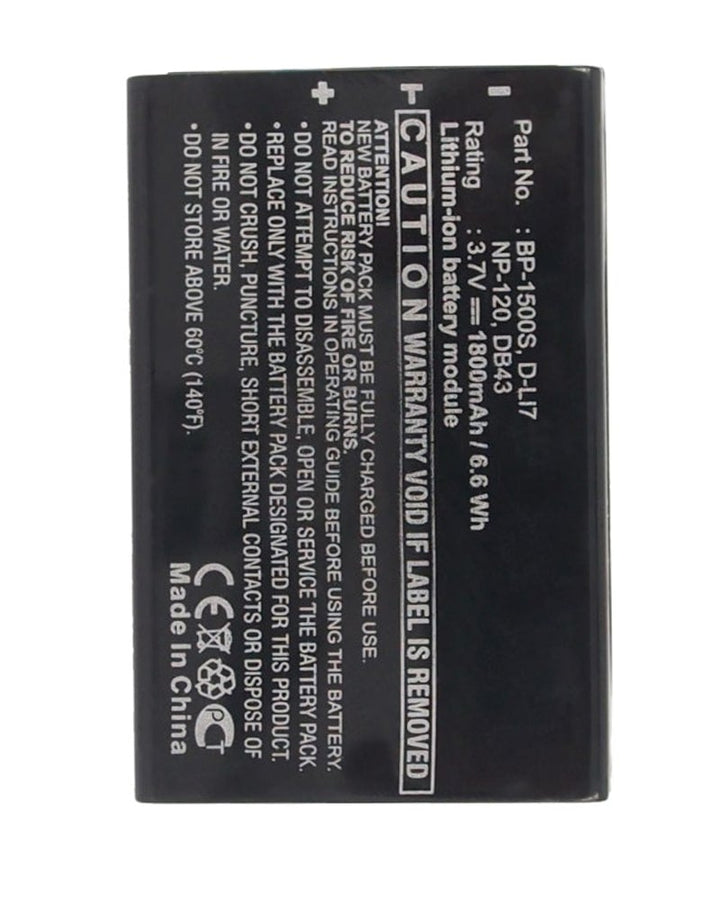 Part No. : BP-1500S, D-LI7
NP-120, DB43
Rating : 3.7V 1800mAh / 6.6 Wh
Lithium-ion battery module
CAUTION WARRANTY VOID IF LABEL IS REMOVED
ATTENTION!
NEW BATTERY PACK MUST BE FULLY CHARGED BEFORE USE.
TO REDUCE RISK OF FIRE OR BURNS.
READ INSTRUCTIONS IN OPERATING GUIDE BEFORE USING THE BATTERY.
• DO NOT ATTEMPT TO DISASSEMBLE, OPEN OR SERVICE THE BATTERY PACK.
• REPLACE ONLY WITH THE BATTERY PACK DESIGNATED FOR THIS PRODUCT.
• DO NOT CRUSH, PUNCTURE, SHORT EXTERNAL CONTACTS OR DISPOSE OF
IN FIRE OR WATER.
• DO NOT STORE ABOVE 60°C (140°F).
CE PCT
Made In China
+ T -